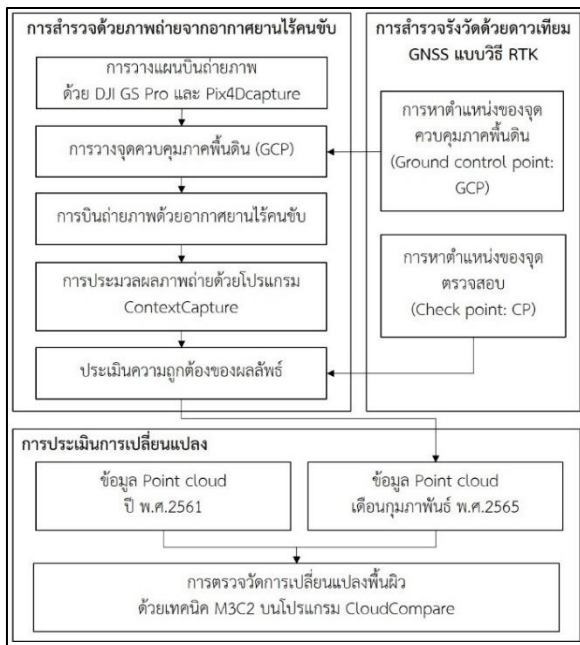 การสำรวจด้วยภาพถ่ายจากอากาศยานไร้คนขับ
การวางแผนบินถ่ายภาพ
ด้วย DJI GS Pro และ Pix4Dcapture
การวางจุดควบคุมภาคพื้นดิน (GCP)
การบินถ่ายภาพด้วยอากาศยานไร้คนขับ
การประมวลผลภาพถ่ายด้วยโปรแกรม
ContextCapture
ประเมินความถูกต้องของผลลัพธ์
การสำรวจรังวัดด้วยดาวเทียม
GNSS แบบวิธี RTK
การหาตำแหน่งของจุด
ควบคุมภาคพื้นดิน
(Ground control point:
GCP)
การหาตำแหน่งของจุด
ตรวจสอบ
(Check point: CP)
การประเมินการเปลี่ยนแปลง
ข้อมูล Point cloud
ปี พ.ศ.2561
ข้อมูล Point cloud
เดือนกุมภาพันธ์ พ.ศ.2565
การตรวจวัดการเปลี่ยนแปลงพื้นผิว
ด้วยเทคนิค M3C2 บนโปรแกรม CloudCompare